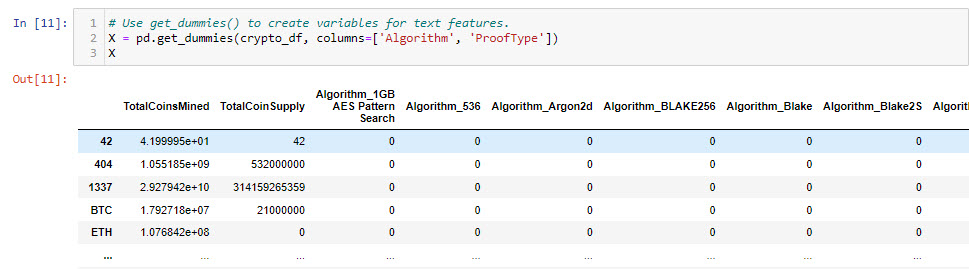 In [11]:
1 # Use get_dummies() to create variables for text features.
2 X = pd.get_dummies(crypto_df, columns=['Algorithm', 'ProofType'])
3 X
Out[11]:
TotalCoinsMined TotalCoinSupply Algorithm_1GB AES Pattern Search Algorithm_536 Algorithm_Argon2d Algorithm_BLAKE256 Algorithm_Blake Algorithm_Blake2S Algorit
42 4.199995e+01 42 0 0 0 0 0 0
404 1.055185e+09 532000000 0 0 0 0 0 0
1337 2.927942e+10 314159265359 0 0 0 0 0 0
BTC 1.792718e+07 21000000 0 0 0 0 0 0
ETH 1.076842e+08 0 0 0 0 0 0 0
... ... ... ... ... ... ... ... ...